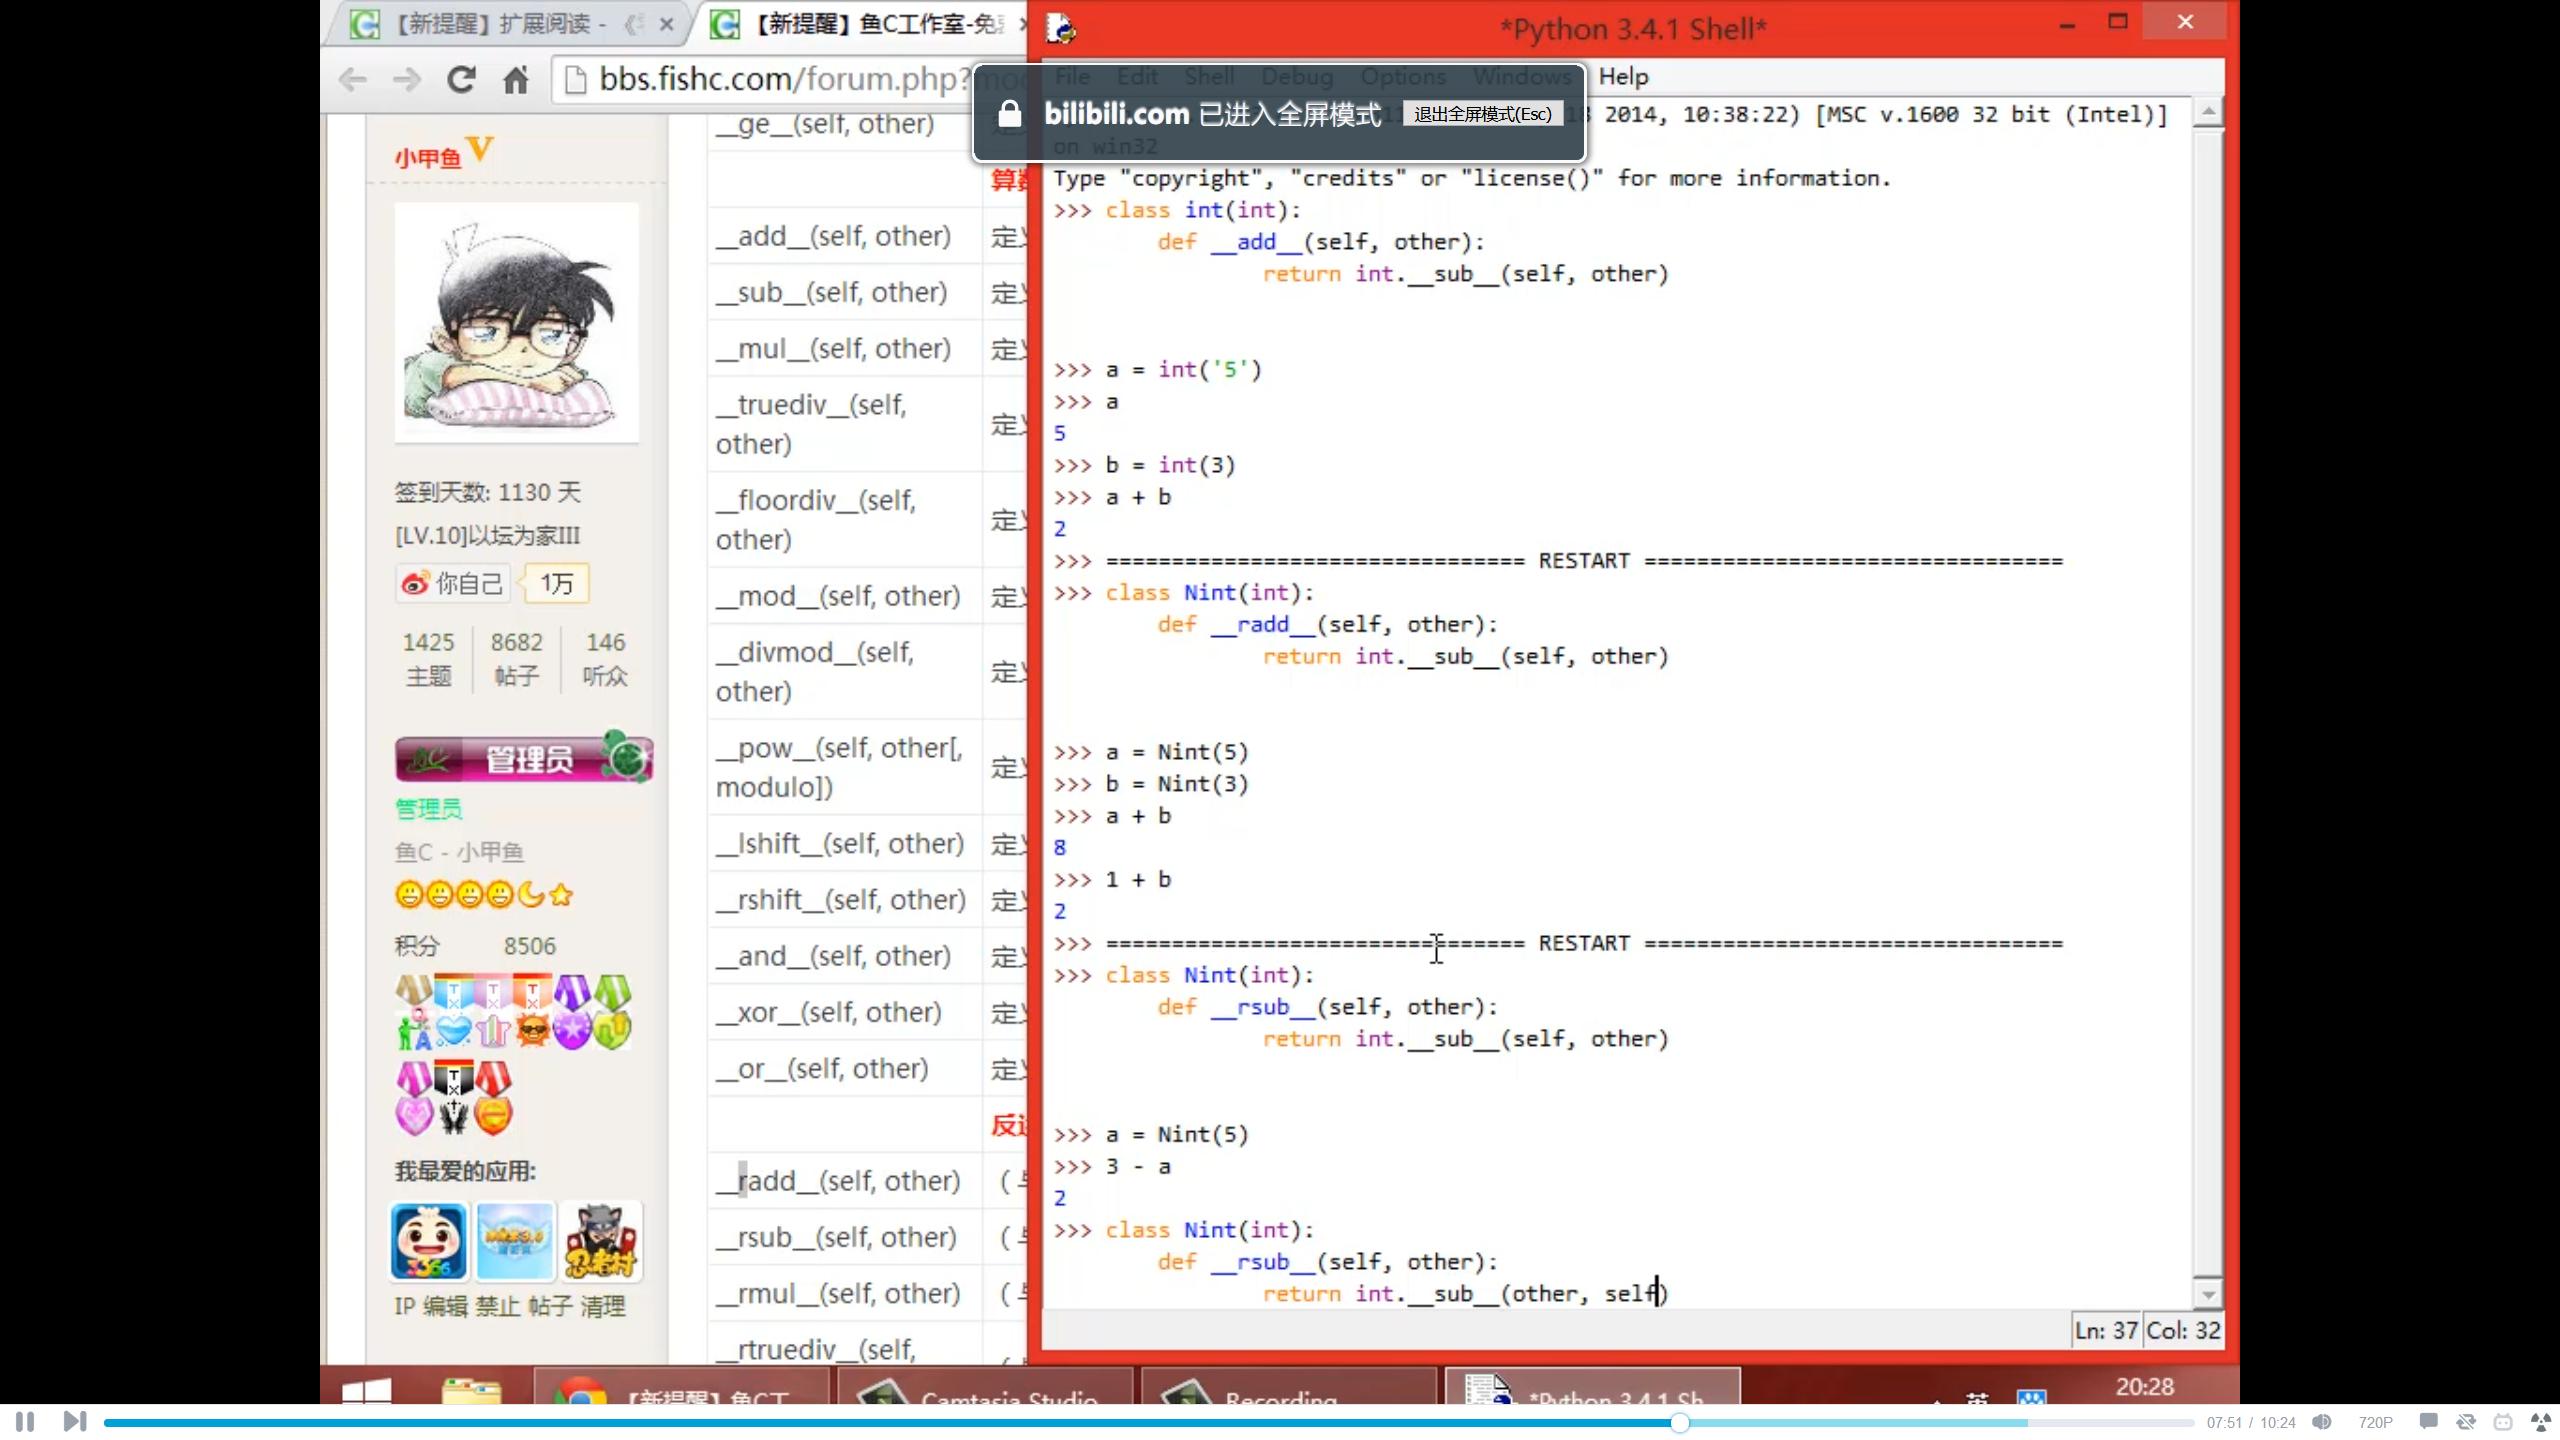 【新提醒】扩展阅读 -
【新提醒】鱼C工作室-免
bbs.fishc.com/forum.php?mod
小甲鱼
签到天数: 1130 天
[LV.10]以坛为家III
你自己 1万
1425 8682 146
主题 帖子 听众
管理员
管理员
鱼C - 小甲鱼
积分 8506
我最爱的应用:
IP 编辑 禁止 帖子 清理
__ge__(self, other)
__add__(self, other)
__sub__(self, other)
__mul__(self, other)
__truediv__(self,
other)
__floordiv__(self,
other)
__mod__(self, other)
__divmod__(self,
other)
__pow__(self, other[,
modulo])
__lshift__(self, other)
__rshift__(self, other)
__and__(self, other)
__xor__(self, other)
__or__(self, other)
__radd__(self, other)
__rsub__(self, other)
__rmul__(self, other)
__rtruediv__(self,
*Python 3.4.1 Shell*
File Edit Shell Debug Options Windows Help
bilibili.com 已进入全屏模式 退出全屏模式(Esc)
2014, 10:38:22) [MSC v.1600 32 bit (Intel)]
on win32
Type "copyright", "credits" or "license()" for more information.
>>> class int(int):
def __add__(self, other):
return int.__sub__(self, other)
>>> a = int('5')
>>> a
5
>>> b = int(3)
>>> a + b
2
>>> ================================ RESTART ================================
>>> class Nint(int):
def __radd__(self, other):
return int.__sub__(self, other)
>>> a = Nint(5)
>>> b = Nint(3)
>>> a + b
8
>>> 1 + b
2
>>> ================================ RESTART ================================
>>> class Nint(int):
def __rsub__(self, other):
return int.__sub__(self, other)
>>> a = Nint(5)
>>> 3 - a
2
>>> class Nint(int):
def __rsub__(self, other):
return int.__sub__(other, self)
Ln: 37 Col: 32
【新提醒】鱼C工
Camtasia Studio
Recording
*Python 3.4.1 Sh
英
20:28
07:51 / 10:24 720P